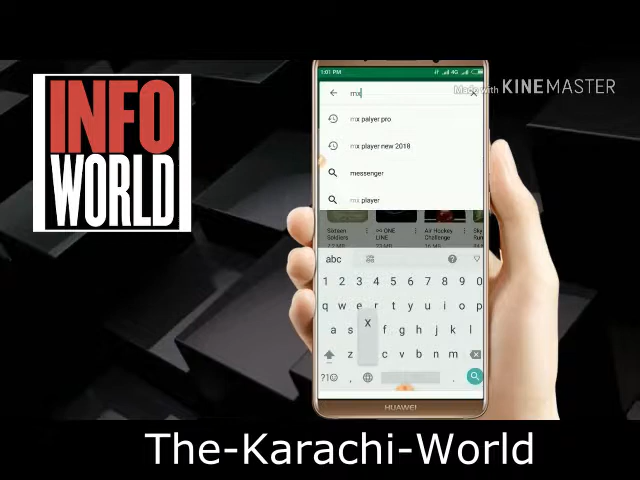 INFO
WORLD
1:07 PM
4G
mx
Made with KINEMASTER
mx palyer pro
mx player new 2018
messenger
mx player
Sixteen
Soldiers
ONE
LINE
Air Hockey
Challenge
abc
1 2 3 4 5 6 7 8 9 0
q w e r t y u i o p
a s f g h j k l
X
z c v b n m
?1☺ , .
HUAWEI
The-Karachi-World